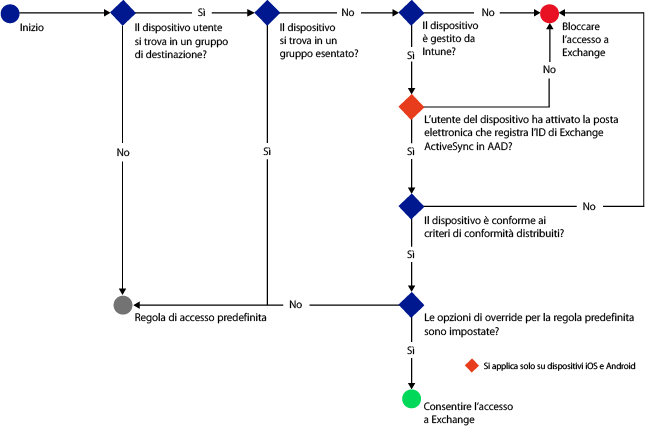 Inizio
Il dispositivo utente
si trova in un gruppo
di destinazione?
Sì
Il dispositivo
si trova in un
gruppo esentato?
No
Il dispositivo
è gestito da
Intune?
No
Bloccare
l'accesso a
Exchange
Sì
No
L'utente del dispositivo ha attivato la posta
elettronica che registra l'ID di Exchange
ActiveSync in AAD?
No
Sì
Sì
No
Il dispositivo è conforme ai
criteri di conformità distribuiti?
Sì
Regola di accesso predefinita
No
Le opzioni di override per la regola predefinita
sono impostate?
Sì
Si applica solo su dispositivi iOS e Android
Consentire l'accesso
a Exchange